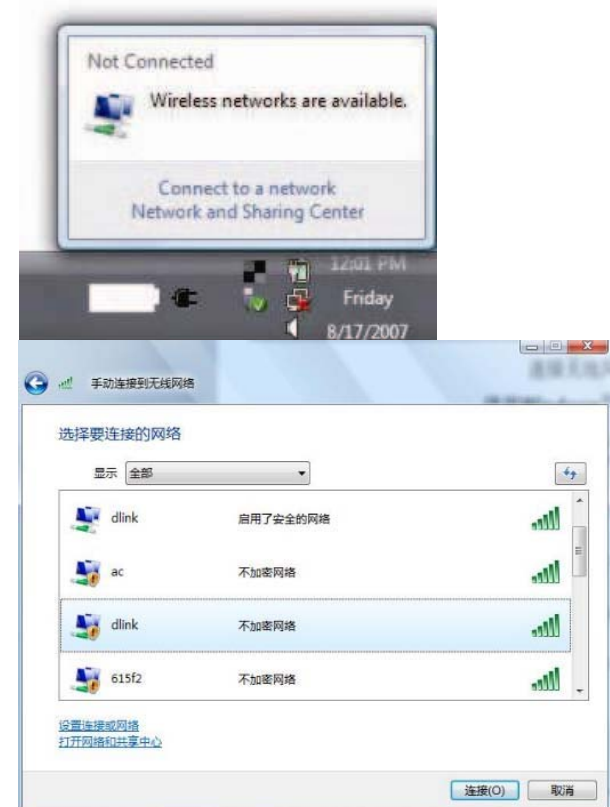 Not Connected
Wireless networks are available.
Connect to a network
Network and Sharing Center
12:01 PM
Friday
8/17/2007
手动连接到无线网络
选择要连接的网络
显示 全部
dlink 启用了安全的网络
ac 不加密网络
dlink 不加密网络
615f2 不加密网络
设置连接或网络
打开网络和共享中心
连接(O) 取消